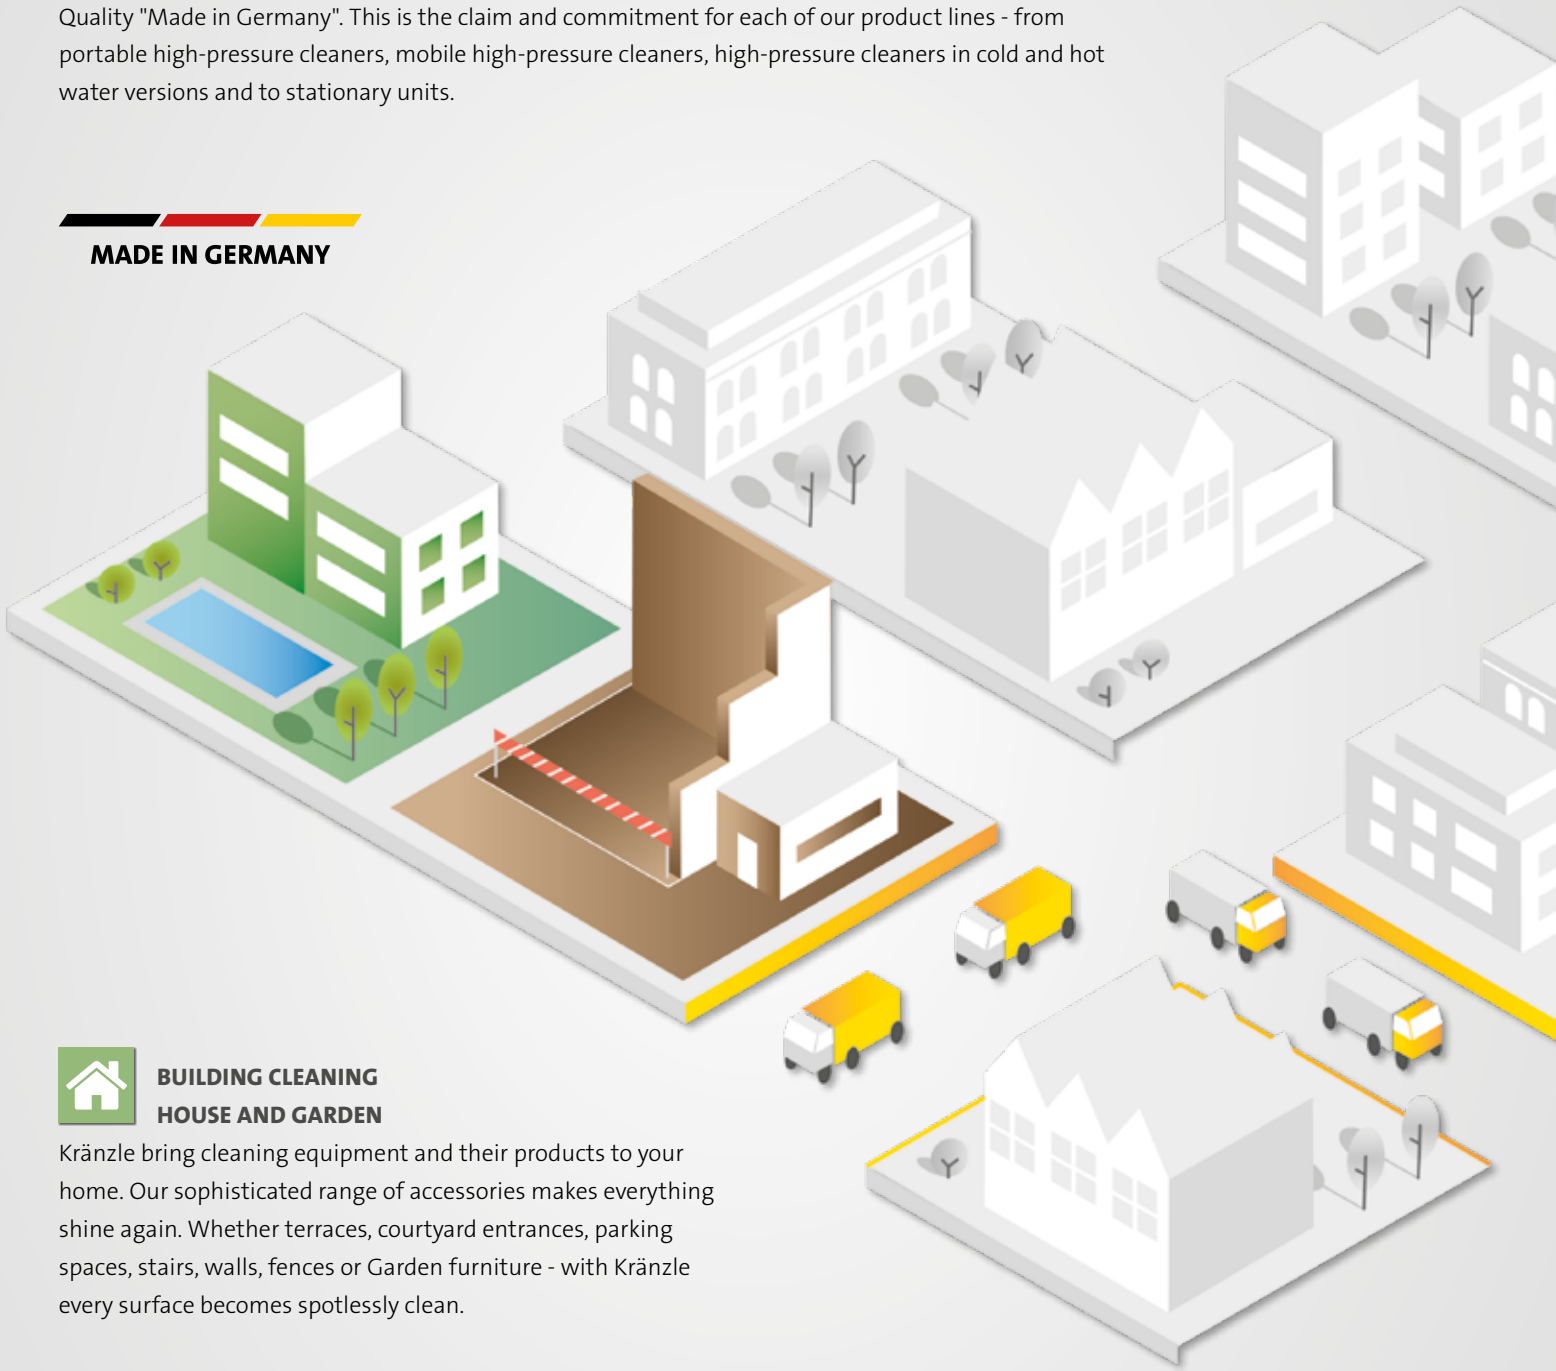 Quality "Made in Germany". This is the claim and commitment for each of our product lines - from
portable high-pressure cleaners, mobile high-pressure cleaners, high-pressure cleaners in cold and hot
water versions and to stationary units.
MADE IN GERMANY
BUILDING CLEANING
HOUSE AND GARDEN
Kränzle bring cleaning equipment and their products to your
home. Our sophisticated range of accessories makes everything
shine again. Whether terraces, courtyard entrances, parking
spaces, stairs, walls, fences or Garden furniture - with Kränzle
every surface becomes spotlessly clean.